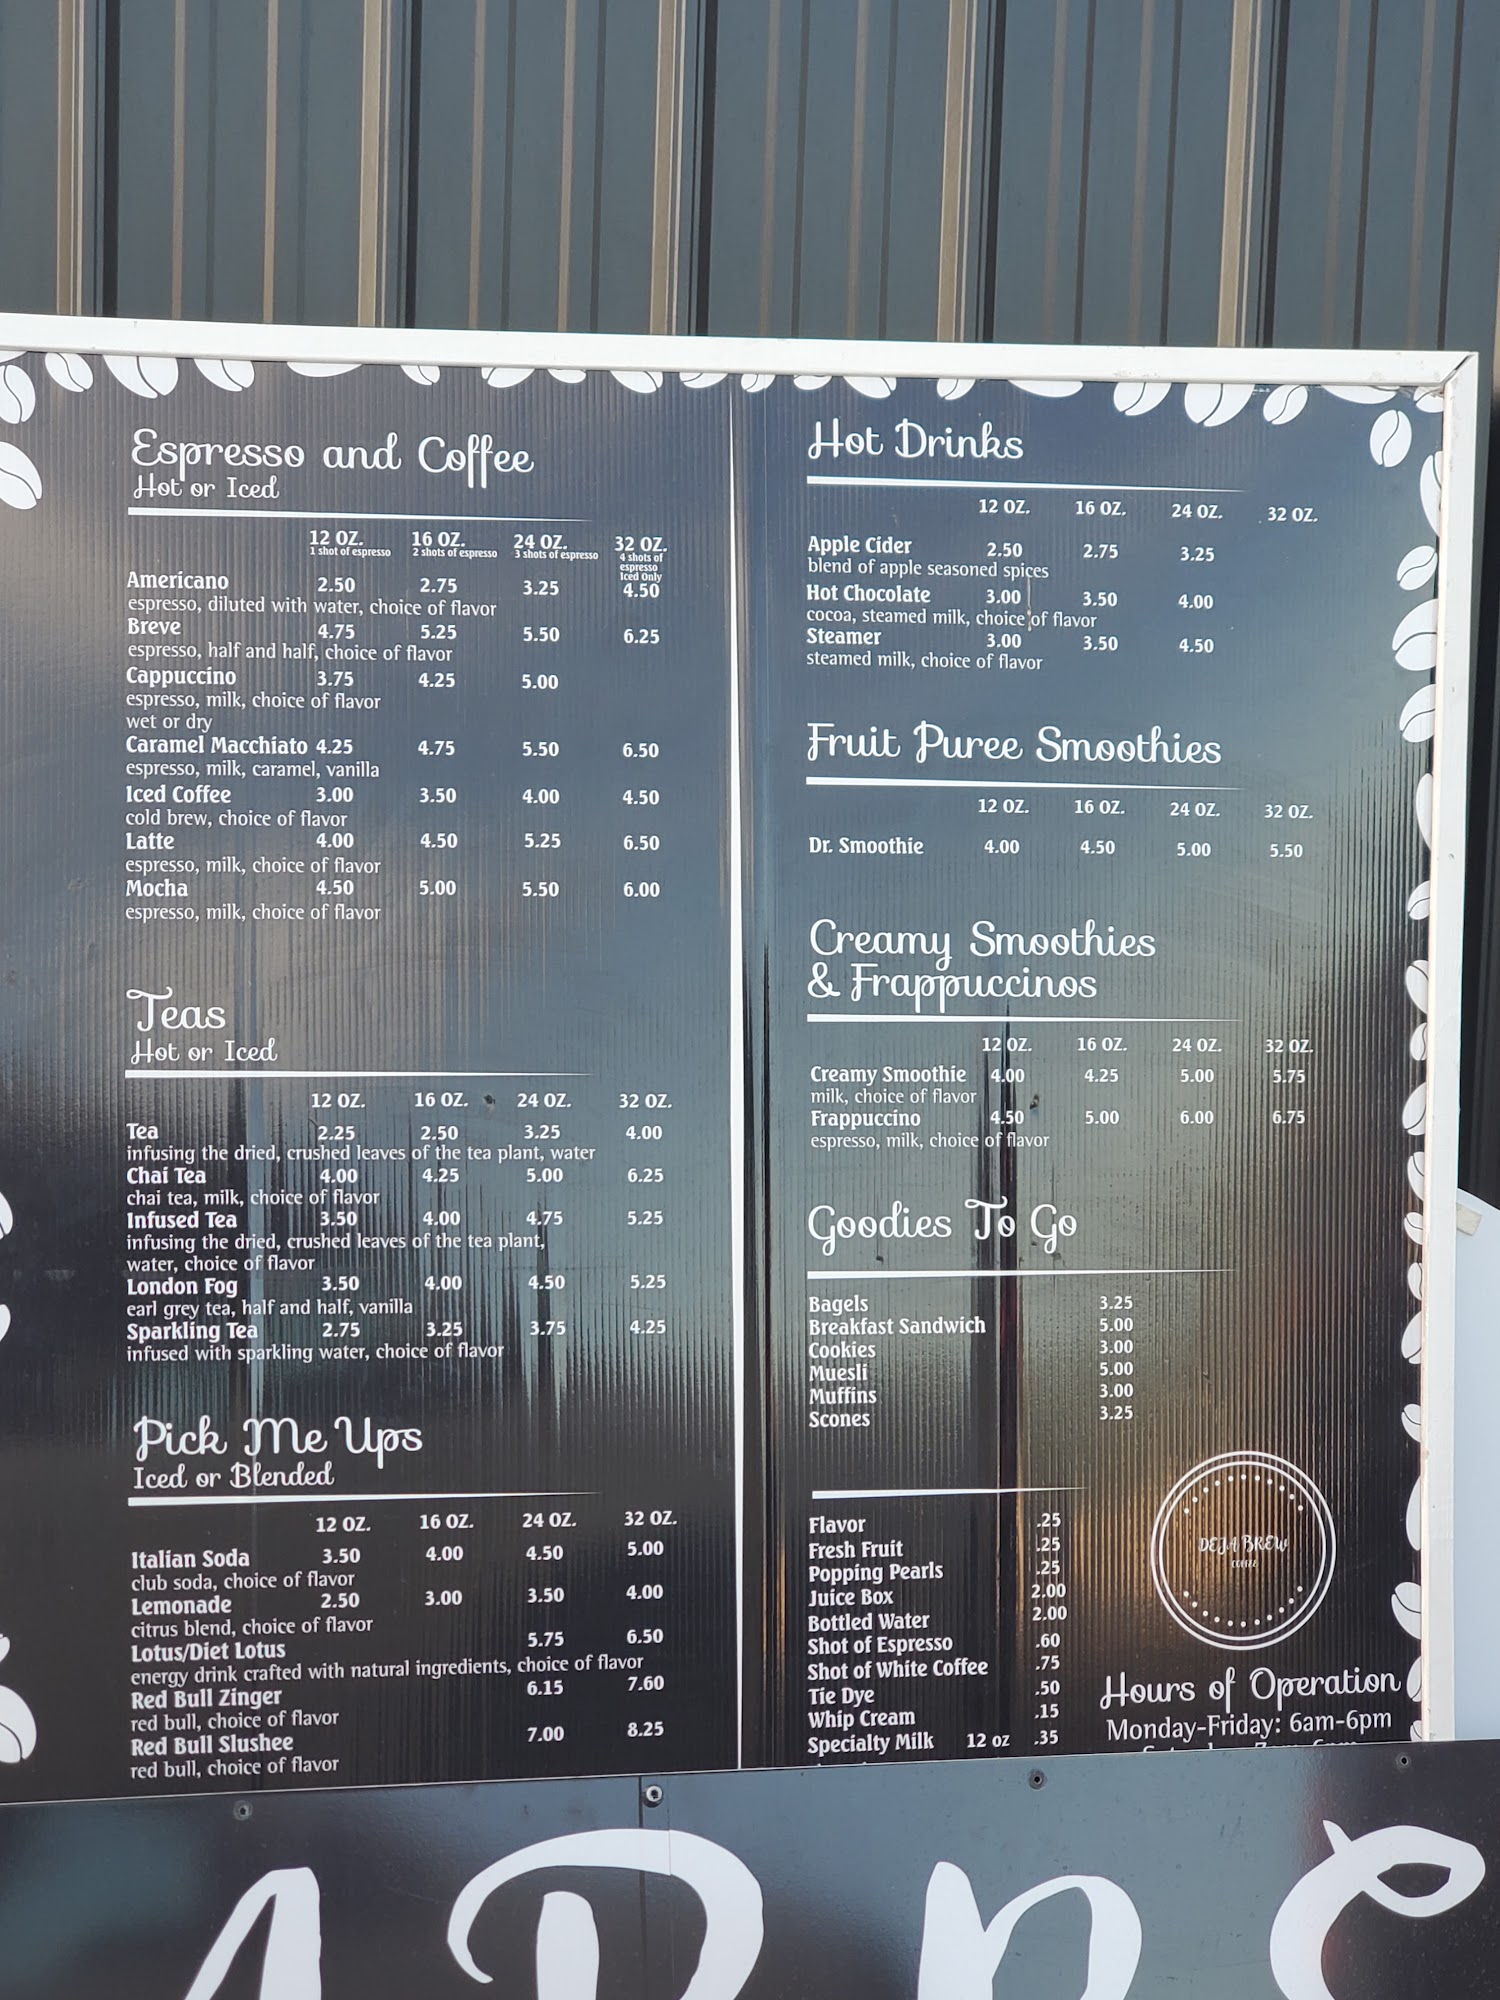 Espresso and Coffee
Hot or Iced
12 OZ. 16 OZ. 24 OZ. 32 OZ.
1 shot of espresso 2 shots of espresso 3 shots of espresso 4 shots of
espresso
Iced Only
Americano 2.50 2.75 3.25 4.50
espresso, diluted with water, choice of flavor
Breve 4.75 5.25 5.50 6.25
espresso, half and half, choice of flavor
Cappuccino 3.75 4.25 5.00
espresso, milk, choice of flavor
wet or dry
Caramel Macchiato 4.25 4.75 5.50 6.50
espresso, milk, caramel, vanilla
Iced Coffee 3.00 3.50 4.00 4.50
cold brew, choice of flavor
Latte 4.00 4.50 5.25 6.50
espresso, milk, choice of flavor
Mocha 4.50 5.00 5.50 6.00
espresso, milk, choice of flavor
Teas
Hot or Iced
12 OZ. 16 OZ. 24 OZ. 32 OZ.
Tea 2.25 2.50 3.25 4.00
infusing the dried, crushed leaves of the tea plant, water
Chai Tea 4.00 4.25 5.00 6.25
chai tea, milk, choice of flavor
Infused Tea 3.50 4.00 4.75 5.25
infusing the dried, crushed leaves of the tea plant,
water, choice of flavor
London Fog 3.50 4.00 4.50 5.25
earl grey tea, half and half, vanilla
Sparkling Tea 2.75 3.25 3.75 4.25
infused with sparkling water, choice of flavor
Pick Me Ups
Iced or Blended
12 OZ. 16 OZ. 24 OZ. 32 OZ.
Italian Soda 3.50 4.00 4.50 5.00
club soda, choice of flavor
Lemonade 2.50 3.00 3.50 4.00
citrus blend, choice of flavor
Lotus/Diet Lotus 5.75 6.50
energy drink crafted with natural ingredients, choice of flavor
Red Bull Zinger 6.15 7.60
red bull, choice of flavor
Red Bull Slushee 7.00 8.25
red bull, choice of flavor
Hot Drinks
12 OZ. 16 OZ. 24 OZ. 32 OZ.
Apple Cider 2.50 2.75 3.25
blend of apple seasoned spices
Hot Chocolate 3.00 3.50 4.00
cocoa, steamed milk, choice of flavor
Steamer 3.00 3.50 4.50
steamed milk, choice of flavor
Fruit Puree Smoothies
12 OZ. 16 OZ. 24 OZ. 32 OZ.
Dr. Smoothie 4.00 4.50 5.00 5.50
Creamy Smoothies
& Frappuccinos
12 OZ. 16 OZ. 24 OZ. 32 OZ.
Creamy Smoothie 4.00 4.25 5.00 5.75
milk, choice of flavor
Frappuccino 4.50 5.00 6.00 6.75
espresso, milk, choice of flavor
Goodies To Go
Bagels 3.25
Breakfast Sandwich 5.00
Cookies 3.00
Muesli 5.00
Muffins 3.00
Scones 3.25
Flavor .25
Fresh Fruit .25
Popping Pearls .25
Juice Box 2.00
Bottled Water 2.00
Shot of Espresso .60
Shot of White Coffee .75
Tie Dye .50
Whip Cream .15
Specialty Milk 12 oz .35
DEJA BREW
COFFEE
Hours of Operation
Monday-Friday: 6am-6pm